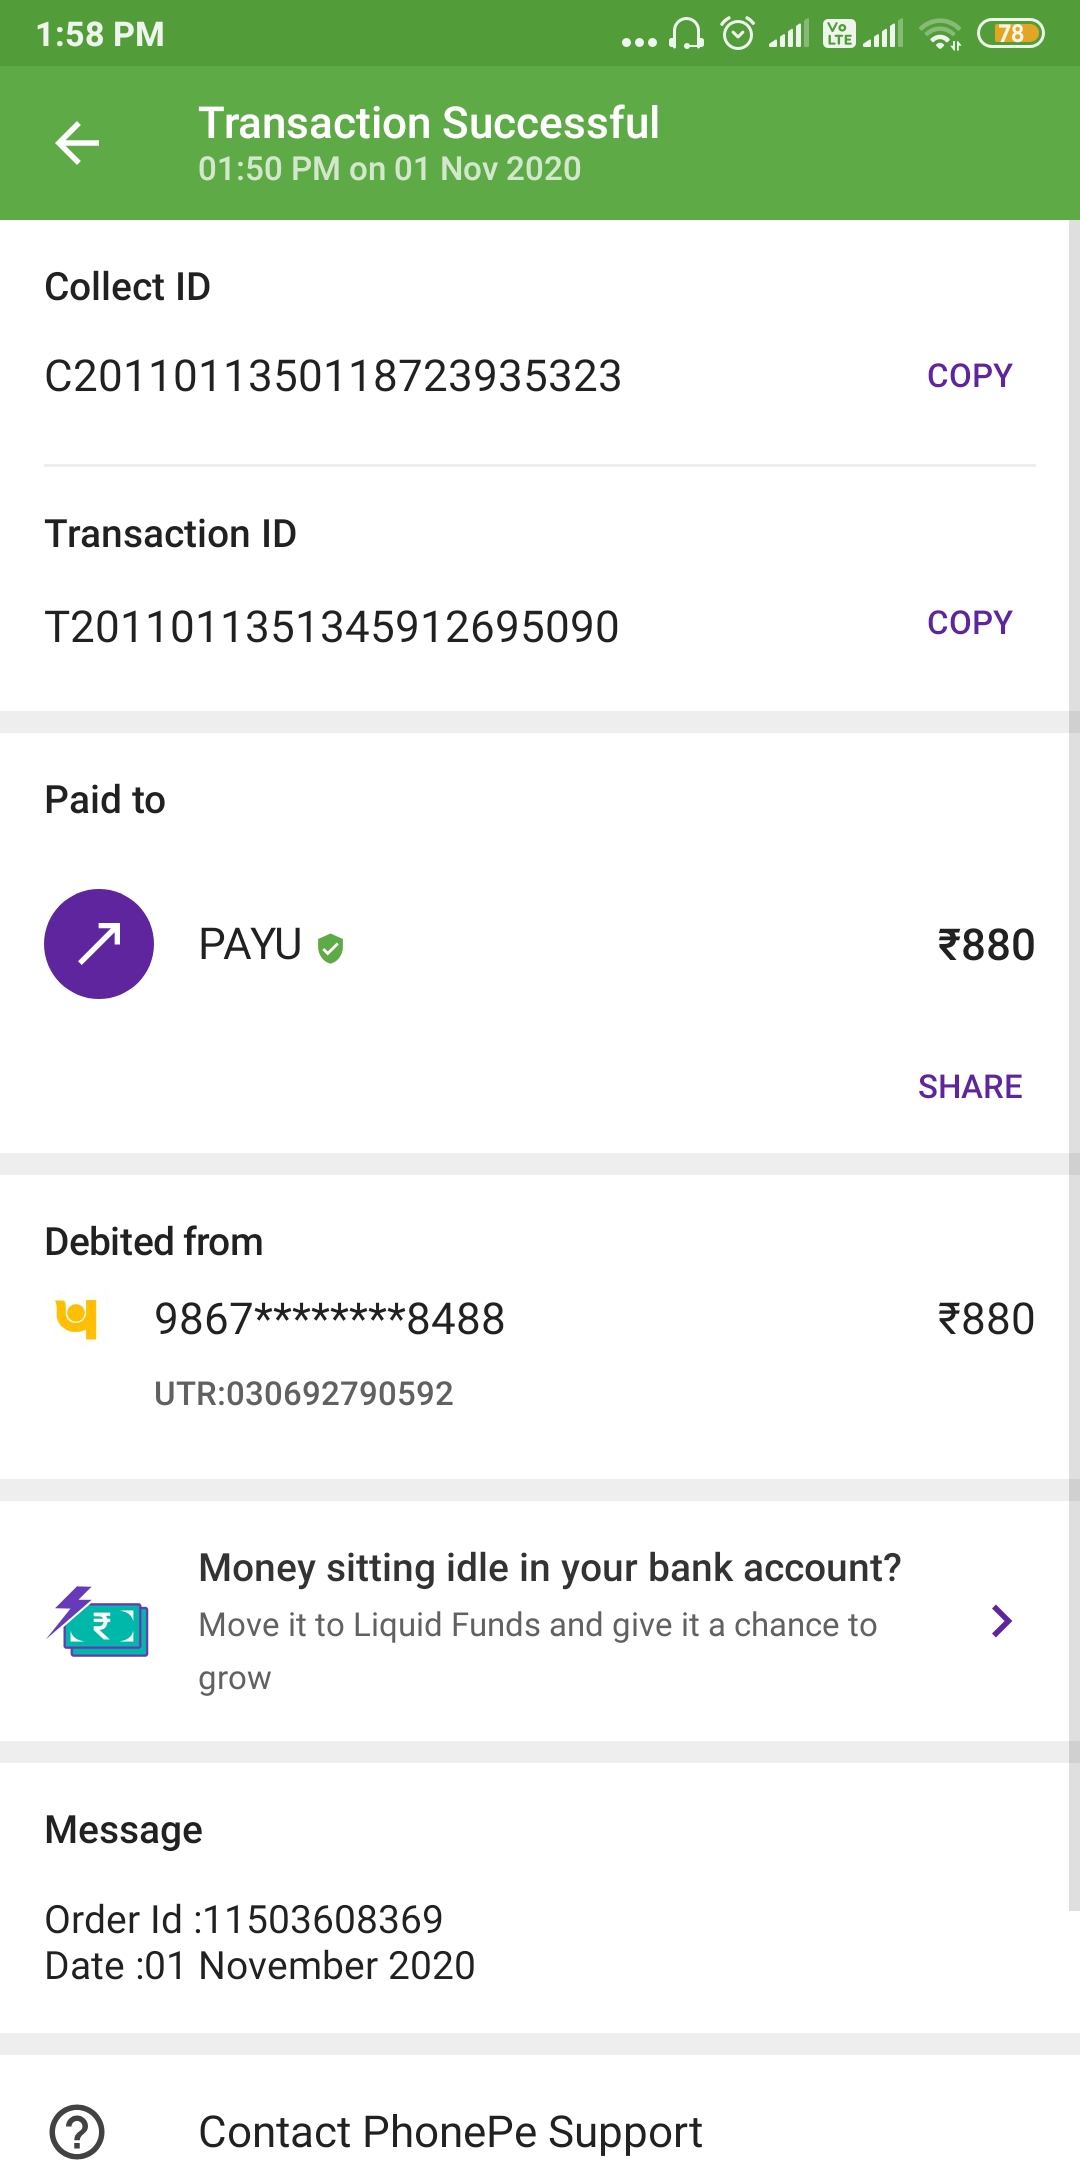 1:58 PM
Vo
LTE
78
Transaction Successful
01:50 PM on 01 Nov 2020
Collect ID
C2011011350118723935323
COPY
Transaction ID
T2011011351345912695090
COPY
Paid to
PAYU
₹880
SHARE
Debited from
9867********8488
₹880
UTR:030692790592
Money sitting idle in your bank account?
Move it to Liquid Funds and give it a chance to
grow
₹
Message
Order Id :11503608369
Date :01 November 2020
Contact PhonePe Support